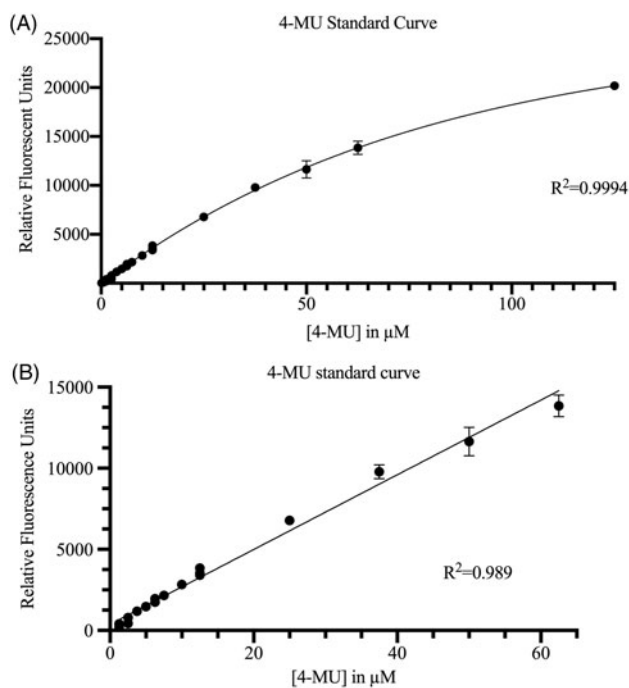 (A)
4-MU Standard Curve
Relative Fluorescent Units
25000
20000
15000
10000
5000
R²=0.9994
0
50
100
[4-MU] in μM
(B)
4-MU standard curve
Relative Fluorescence Units
15000
10000
5000
0
R²=0.989
0
20
40
60
[4-MU] in μM